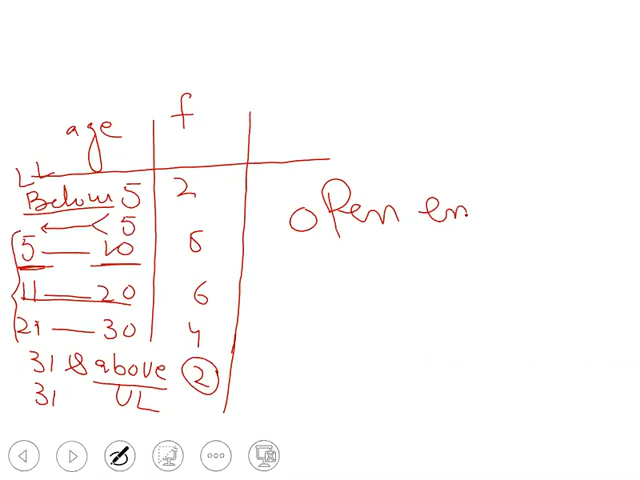 age f
LL
Below 5 2
< 5
5 — 10 8
11 — 20 6
21 — 30 4
31 & above 2
31 UL
open en